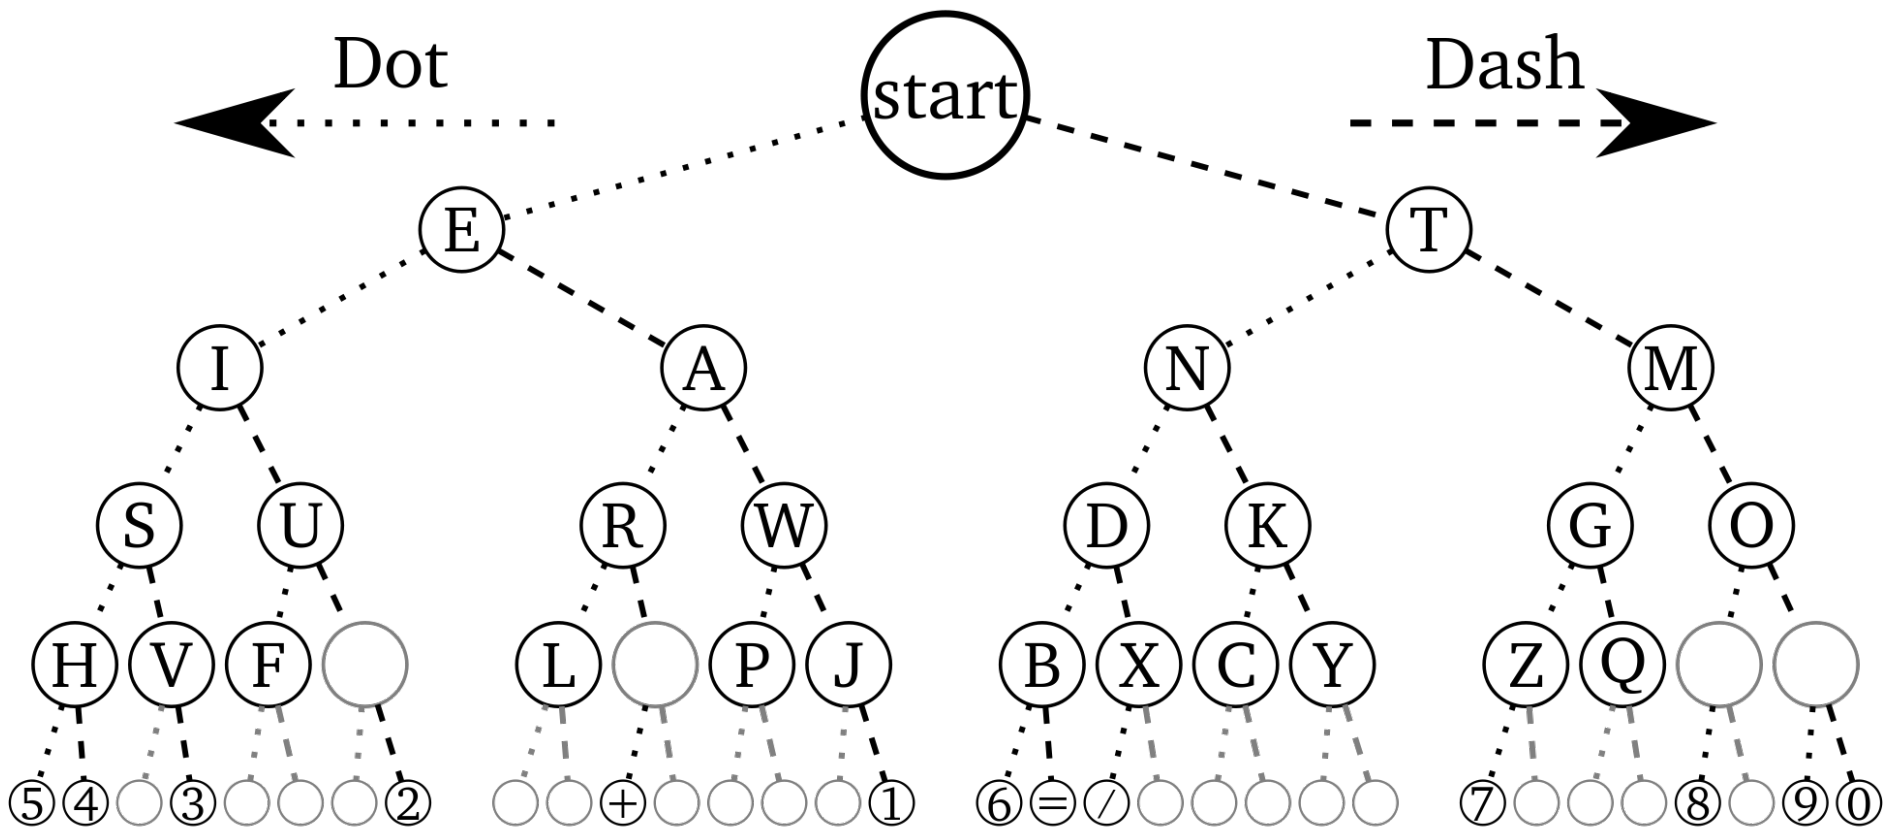 Dot start Dash
E T
I A N M
S U R W D K G O
H V F L P J B X C Y Z Q
5 4 3 2 + 1 6 = / 7 8 9 0